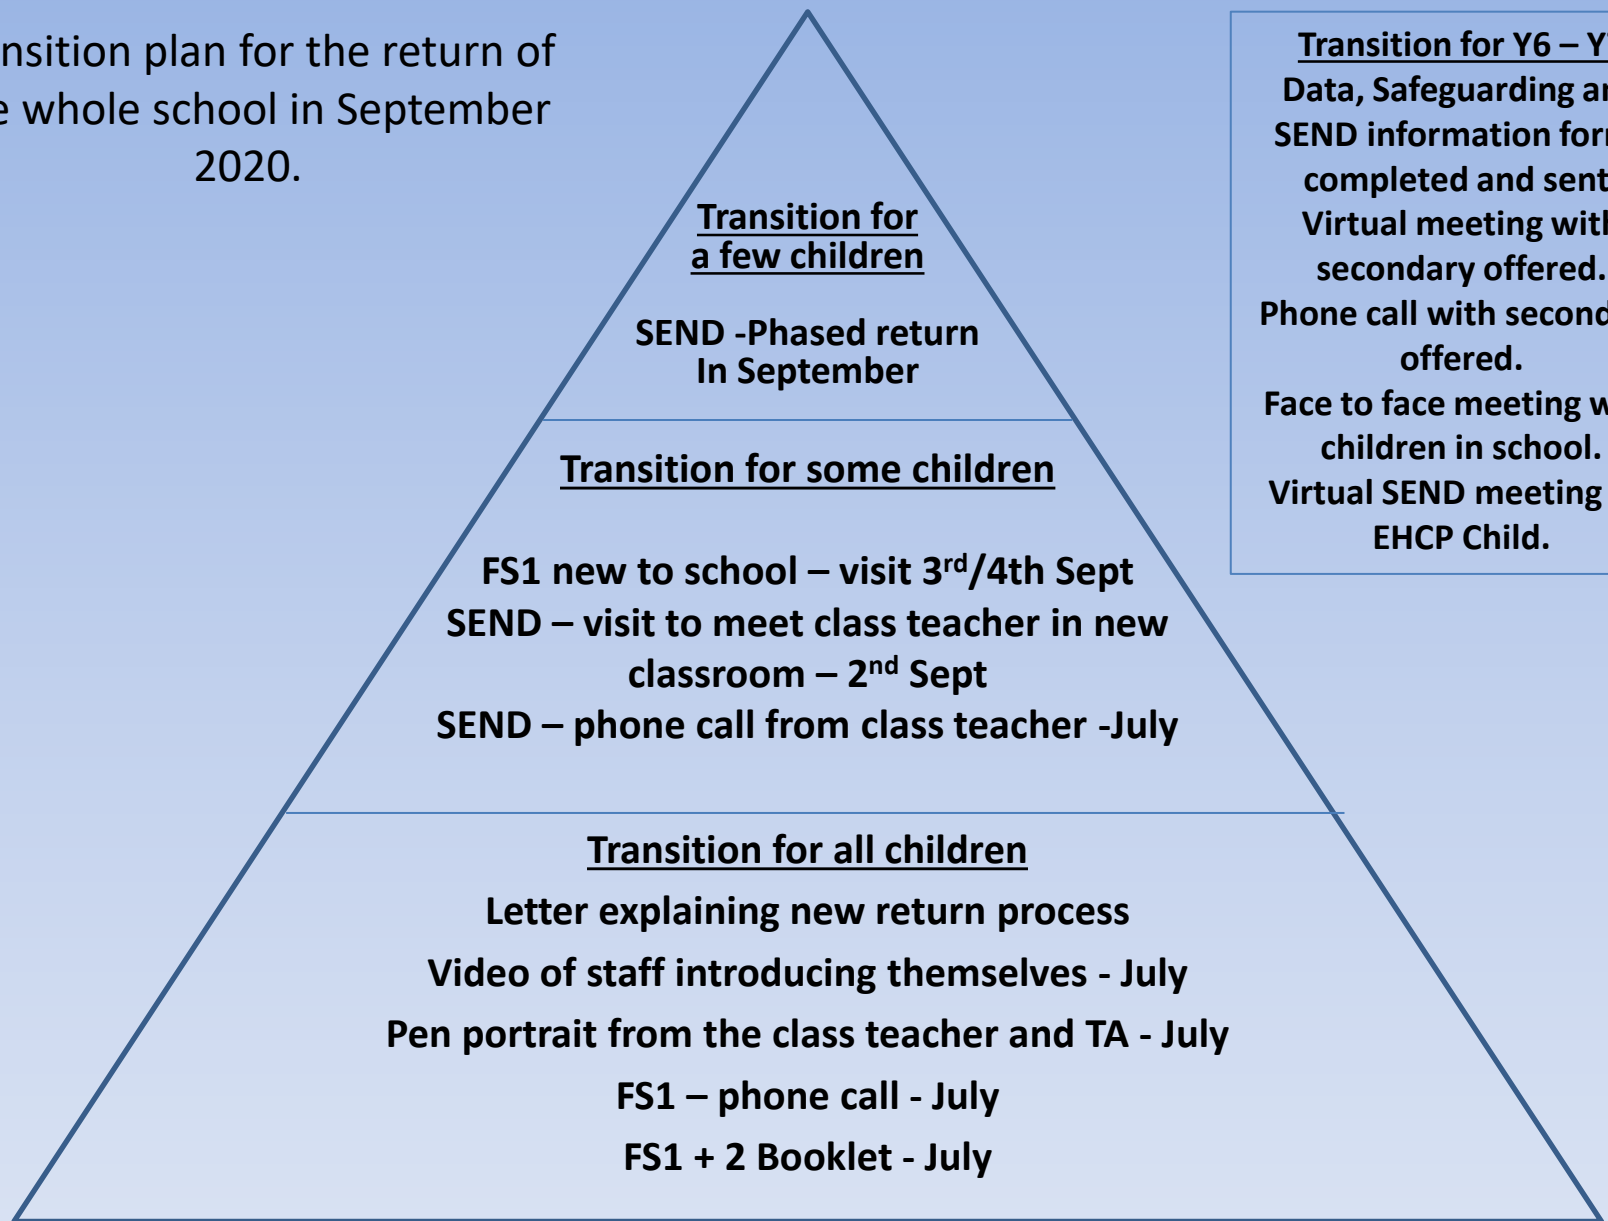 plan for the return of
whole school in September
2020.
Transition for
a few children
SEND -Phased return
In September
Transition for some children
FS1 new to school – visit 3rd/4th Sept
SEND – visit to meet class teacher in new
classroom – 2nd Sept
SEND – phone call from class teacher -July
Transition for all children
Letter explaining new return process
Video of staff introducing themselves - July
Pen portrait from the class teacher and TA - July
FS1 – phone call - July
FS1 + 2 Booklet - July
Transition for Y6 –
Data, Safeguarding
SEND information
completed and sent
Virtual meeting
secondary offered.
Phone call with
offered.
Face to face meeting
children in school.
Virtual SEND meeting
EHCP Child.